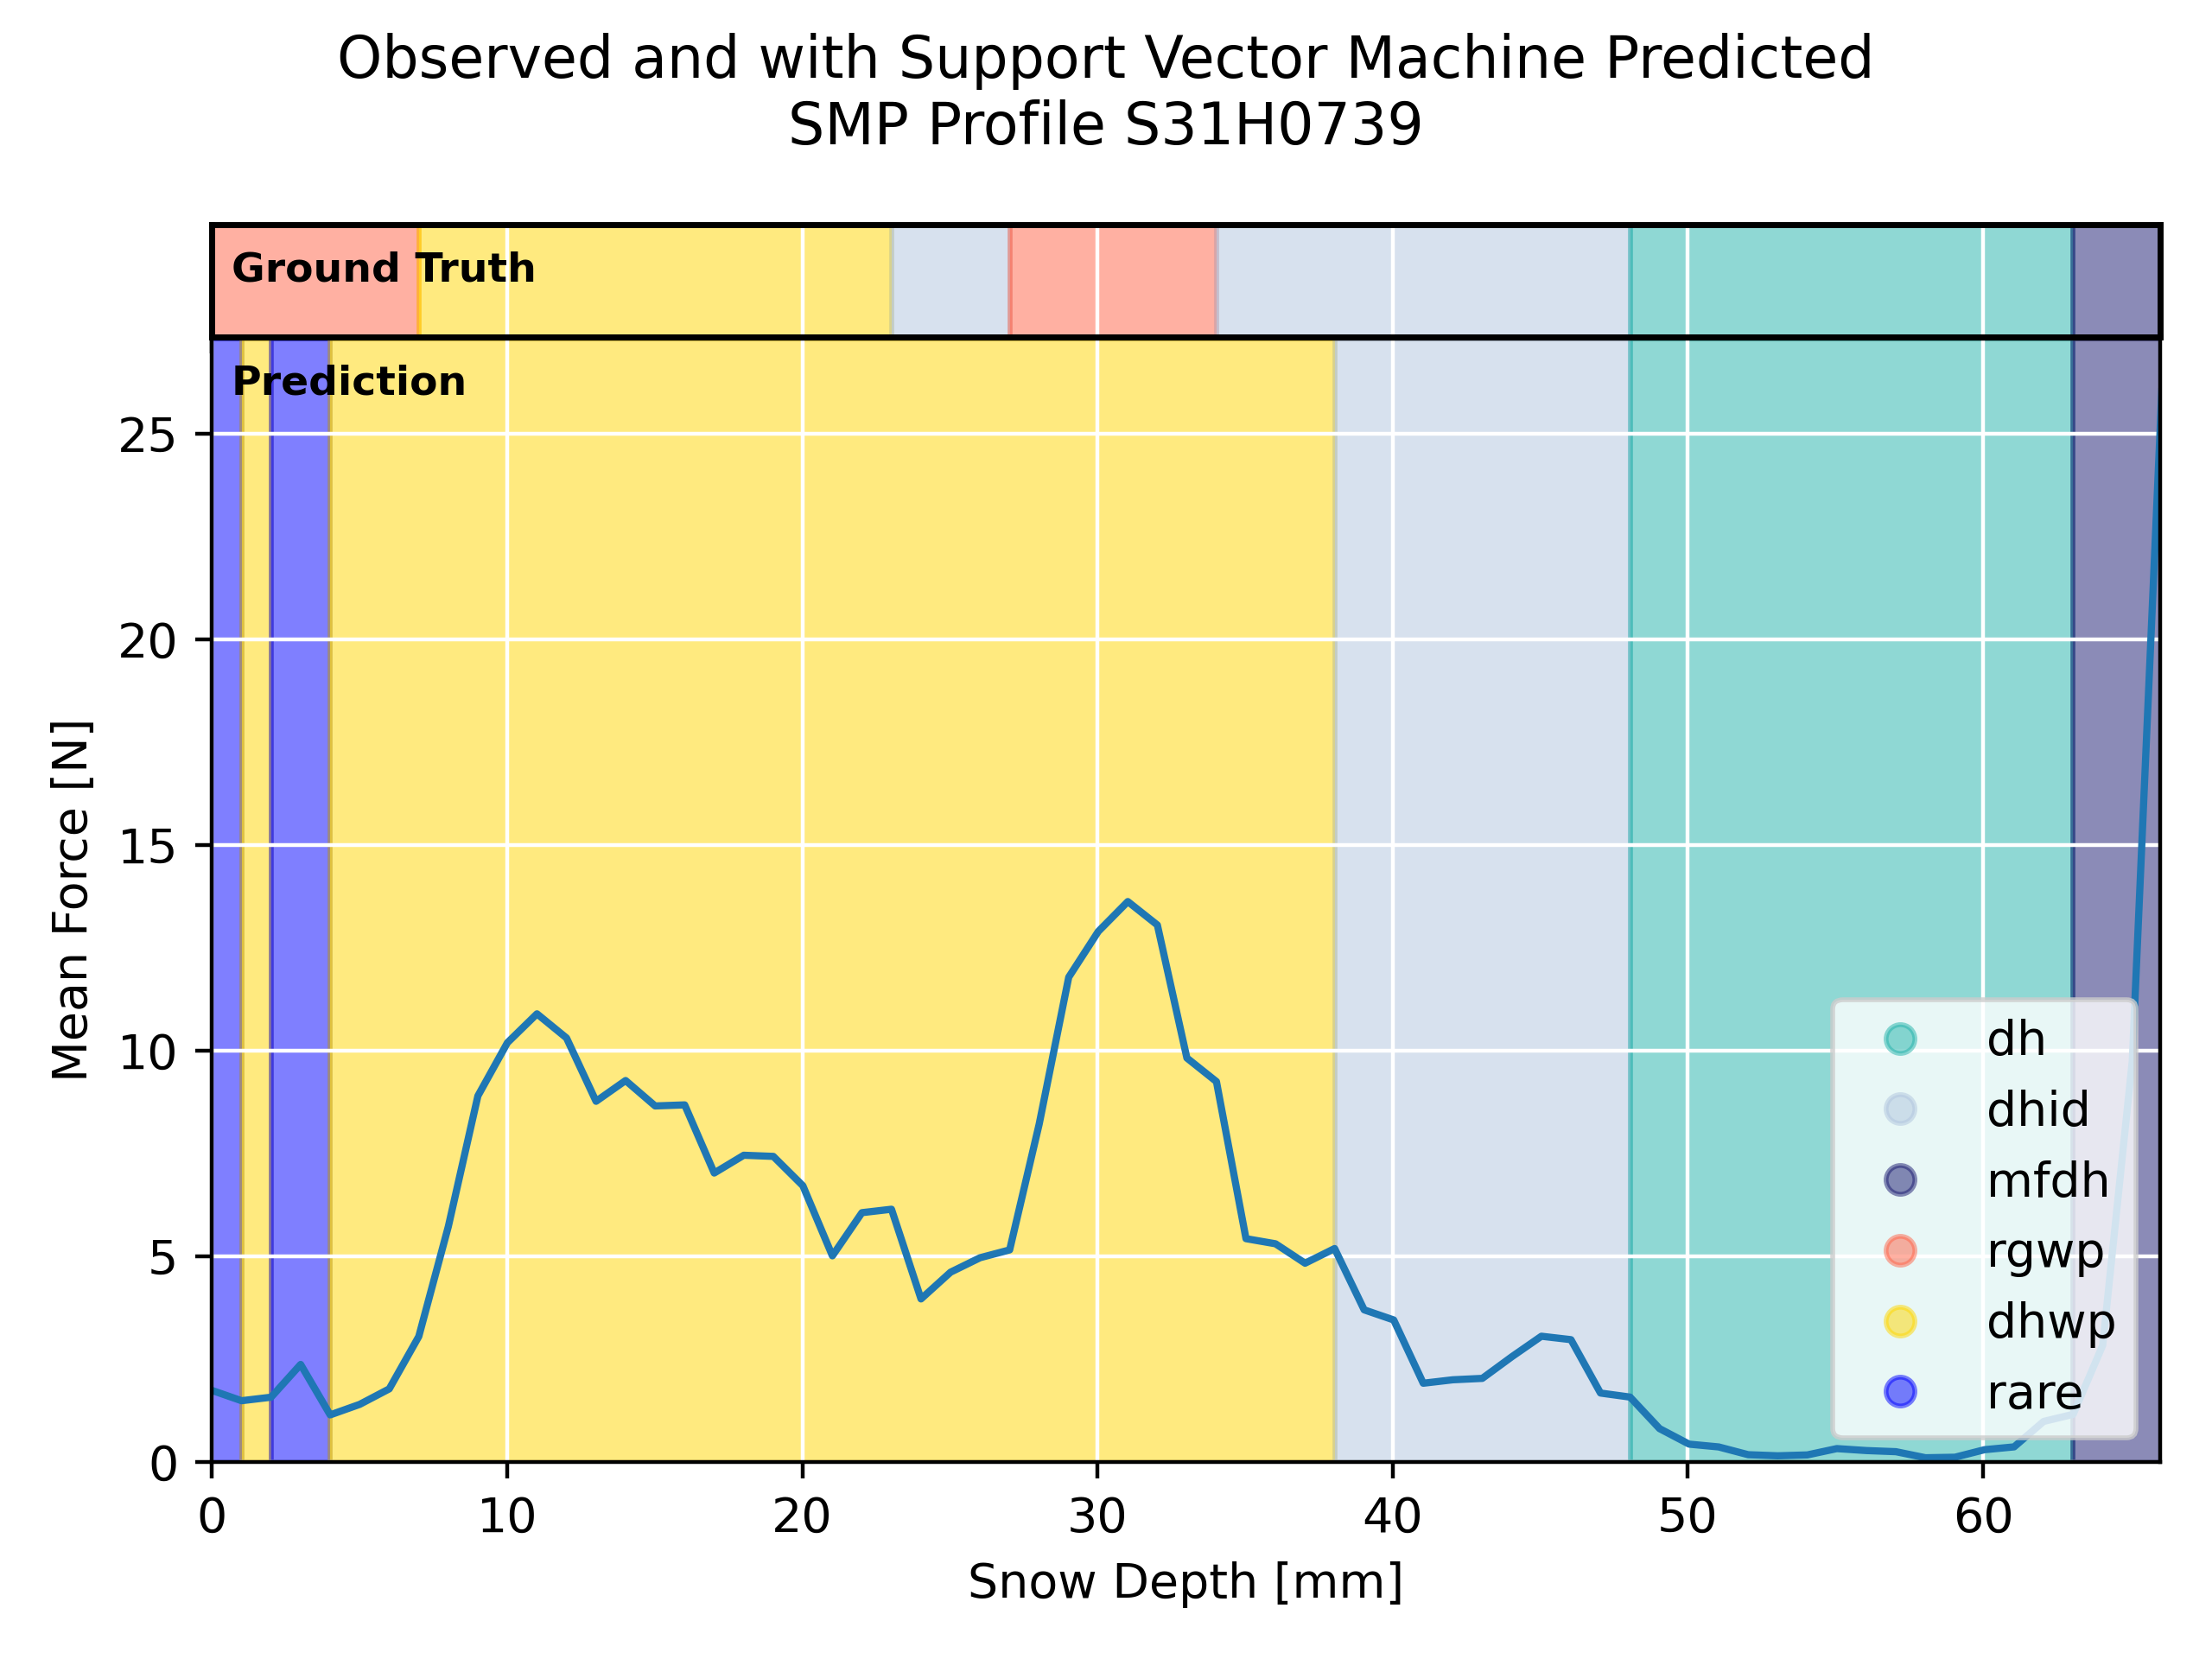 Observed and with Support Vector Machine Predicted
SMP Profile S31H0739
Ground Truth
Prediction
25
20
15
10
5
0
Mean Force [N]
0 10 20 30 40 50 60
Snow Depth [mm]
dh
dhid
mfdh
rgwp
dhwp
rare